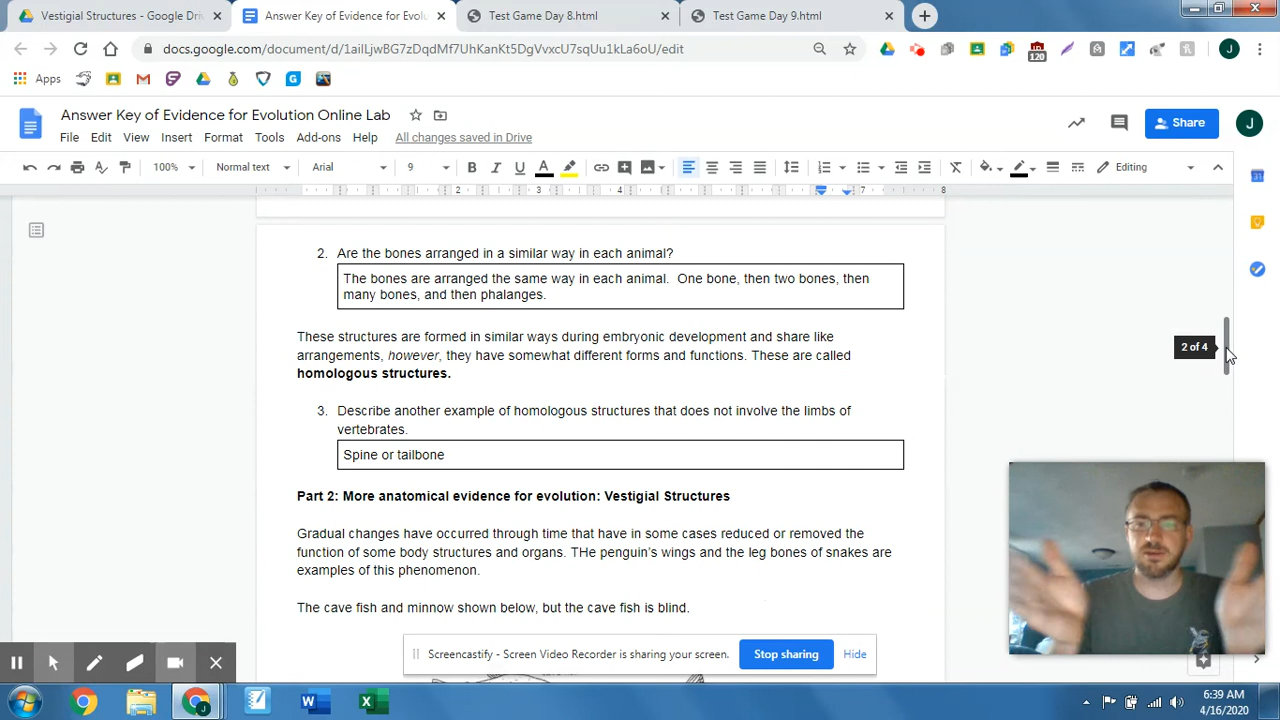 Vestigial Structures - Google Dri
Answer Key of Evidence for Evolu
Test Game Day 8.html
Test Game Day 9.html
docs.google.com/document/d/1ailjwBG7zDqdMf7UhKanKt5DgVvxcU7sqUu1kLa6oU/edit
120
J
Apps
Answer Key of Evidence for Evolution Online Lab
File Edit View Insert Format Tools Add-ons Help All changes saved in Drive
Share
J
100% Normal text Arial 9 B I U A Editing
2 3 4 7 8
2. Are the bones arranged in a similar way in each animal?
The bones are arranged the same way in each animal. One bone, then two bones, then
many bones, and then phalanges.
These structures are formed in similar ways during embryonic development and share like
arrangements, however, they have somewhat different forms and functions. These are called
homologous structures.
2 of 4
3. Describe another example of homologous structures that does not involve the limbs of
vertebrates.
Spine or tailbone
Part 2: More anatomical evidence for evolution: Vestigial Structures
Gradual changes have occurred through time that have in some cases reduced or removed the
function of some body structures and organs. THe penguin's wings and the leg bones of snakes are
examples of this phenomenon.
The cave fish and minnow shown below, but the cave fish is blind.
Screencastify - Screen Video Recorder is sharing your screen.
Stop sharing
Hide
6:39 AM
4/16/2020